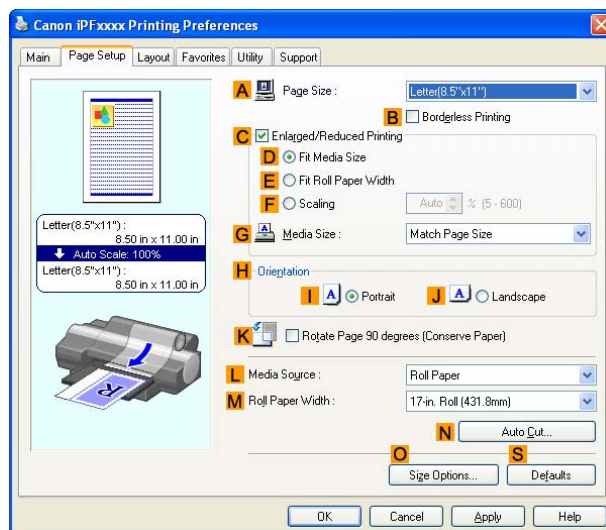 Canon iPFxxxx Printing Preferences
Main Page Setup Layout Favorites Utility Support
A Page Size : Letter(8.5"x11")
B Borderless Printing
C Enlarged/Reduced Printing
D Fit Media Size
E Fit Roll Paper Width
F Scaling Auto % (5 - 600)
Letter(8.5"x11") :
8.50 in x 11.00 in
Auto Scale: 100%
Letter(8.5"x11") :
8.50 in x 11.00 in
G Media Size : Match Page Size
H Orientation
I A Portrait J A Landscape
K Rotate Page 90 degrees (Conserve Paper)
R
L Media Source : Roll Paper
M Roll Paper Width : 17-in. Roll (431.8mm)
N Auto Cut...
O S
Size Options... Defaults
OK Cancel Apply Help